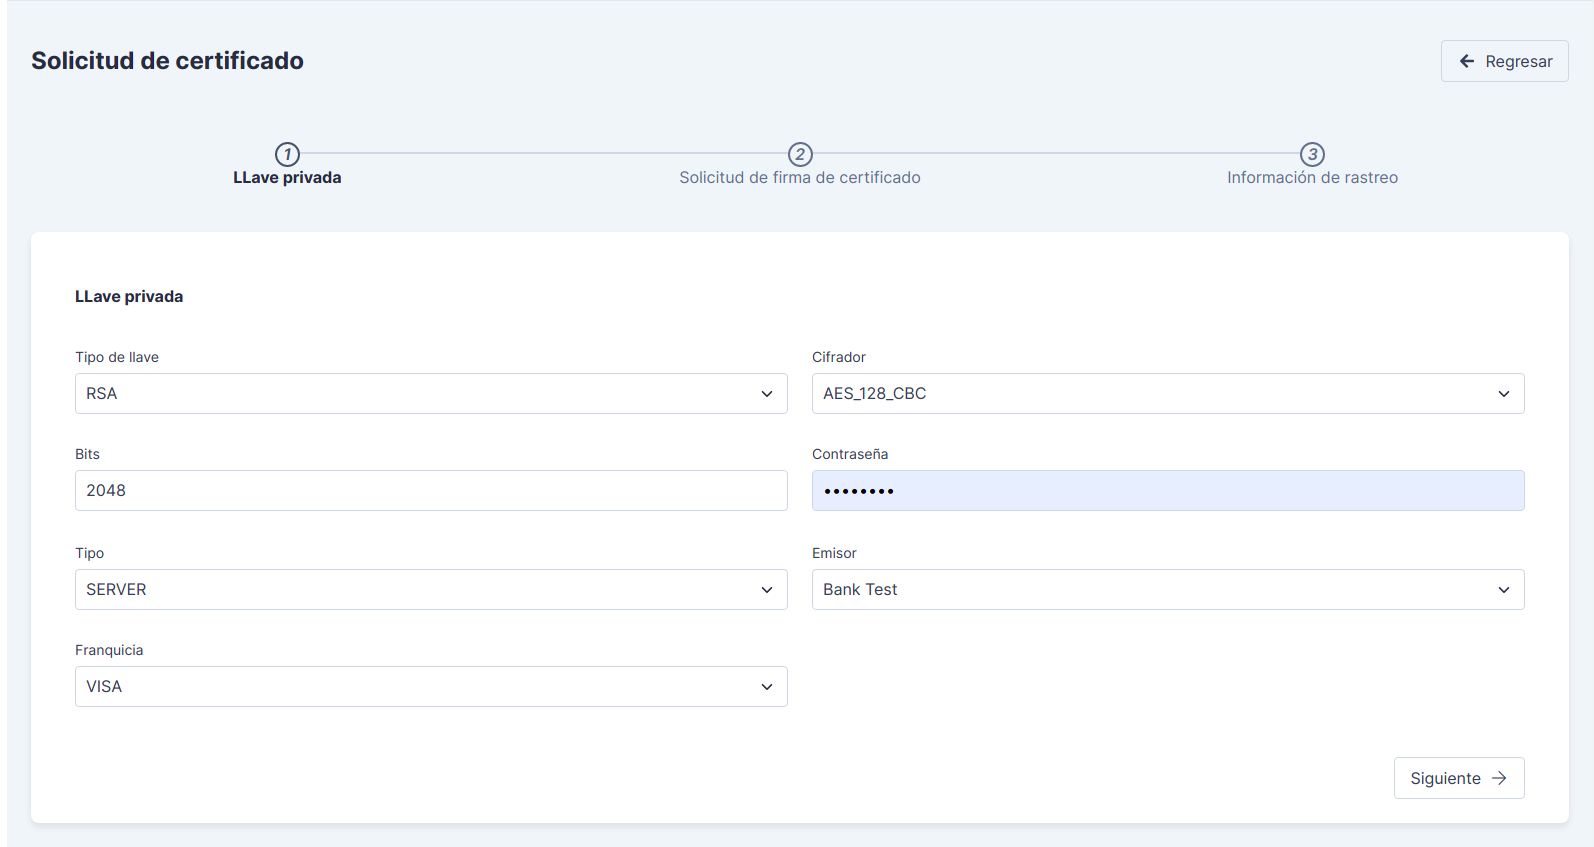 Solicitud de certificado
Regresar
1
2
3
LLave privada
Solicitud de firma de certificado
Información de rastreo
LLave privada
Tipo de llave
Cifrador
RSA
AES_128_CBC
Bits
Contraseña
2048
••••••••
Tipo
Emisor
SERVER
Bank Test
Franquicia
VISA
Siguiente